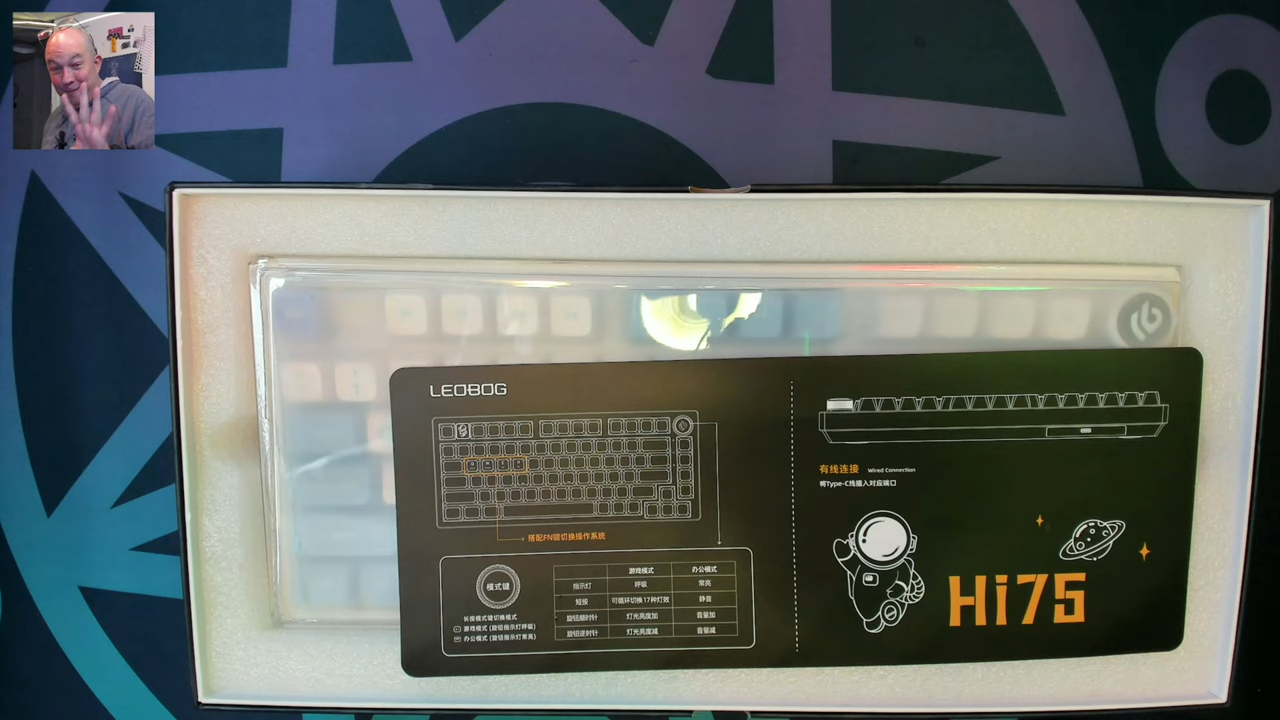 LEOBOG
搭配FN键切换操作系统
模式键
长按模式键切换模式
游戏模式 (旋钮指示灯呼吸)
办公模式 (旋钮指示灯常亮)
游戏模式 办公模式
指示灯 呼吸 常亮
短按 可循环切换17种灯效 静音
旋钮顺时针 灯光亮度加 音量加
旋钮逆时针 灯光亮度减 音量减
有线连接 Wired Connection
将Type-C线插入对应端口
Hi75